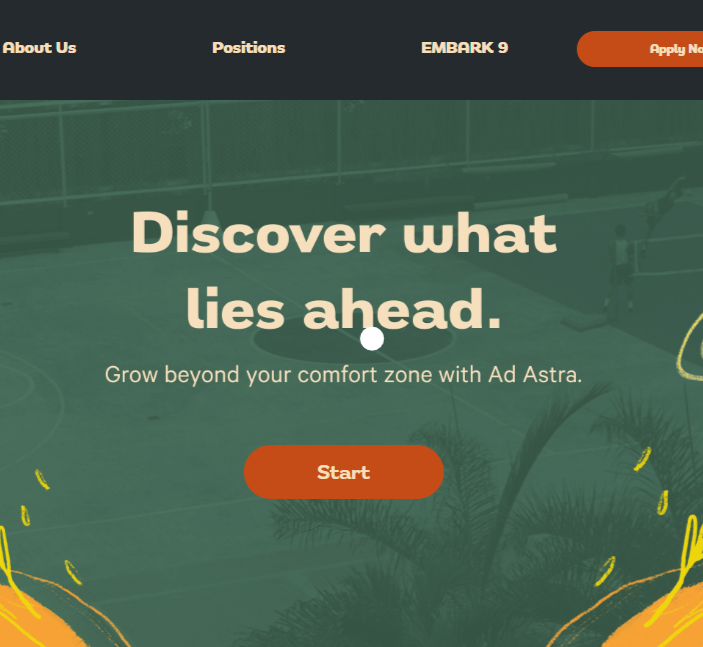 About Us
Positions
EMBARK 9
Apply No
Discover what
lies ahead.
Grow beyond your comfort zone with Ad Astra.
Start